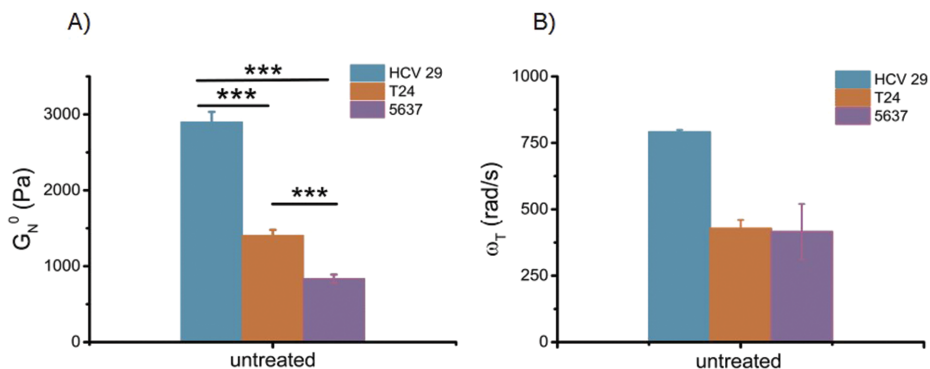 A)
***
***
***
HCV 29
T24
5637
3000
2000
1000
0
G_N^0 (Pa)
untreated
B)
HCV 29
T24
5637
1000
750
500
250
0
ω_T (rad/s)
untreated